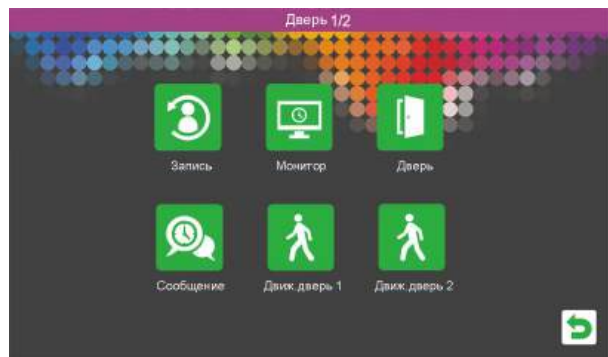 Дверь 1/2
Запись Монитор Дверь
Сообщение Движ.дверь 1 Движ.дверь 2